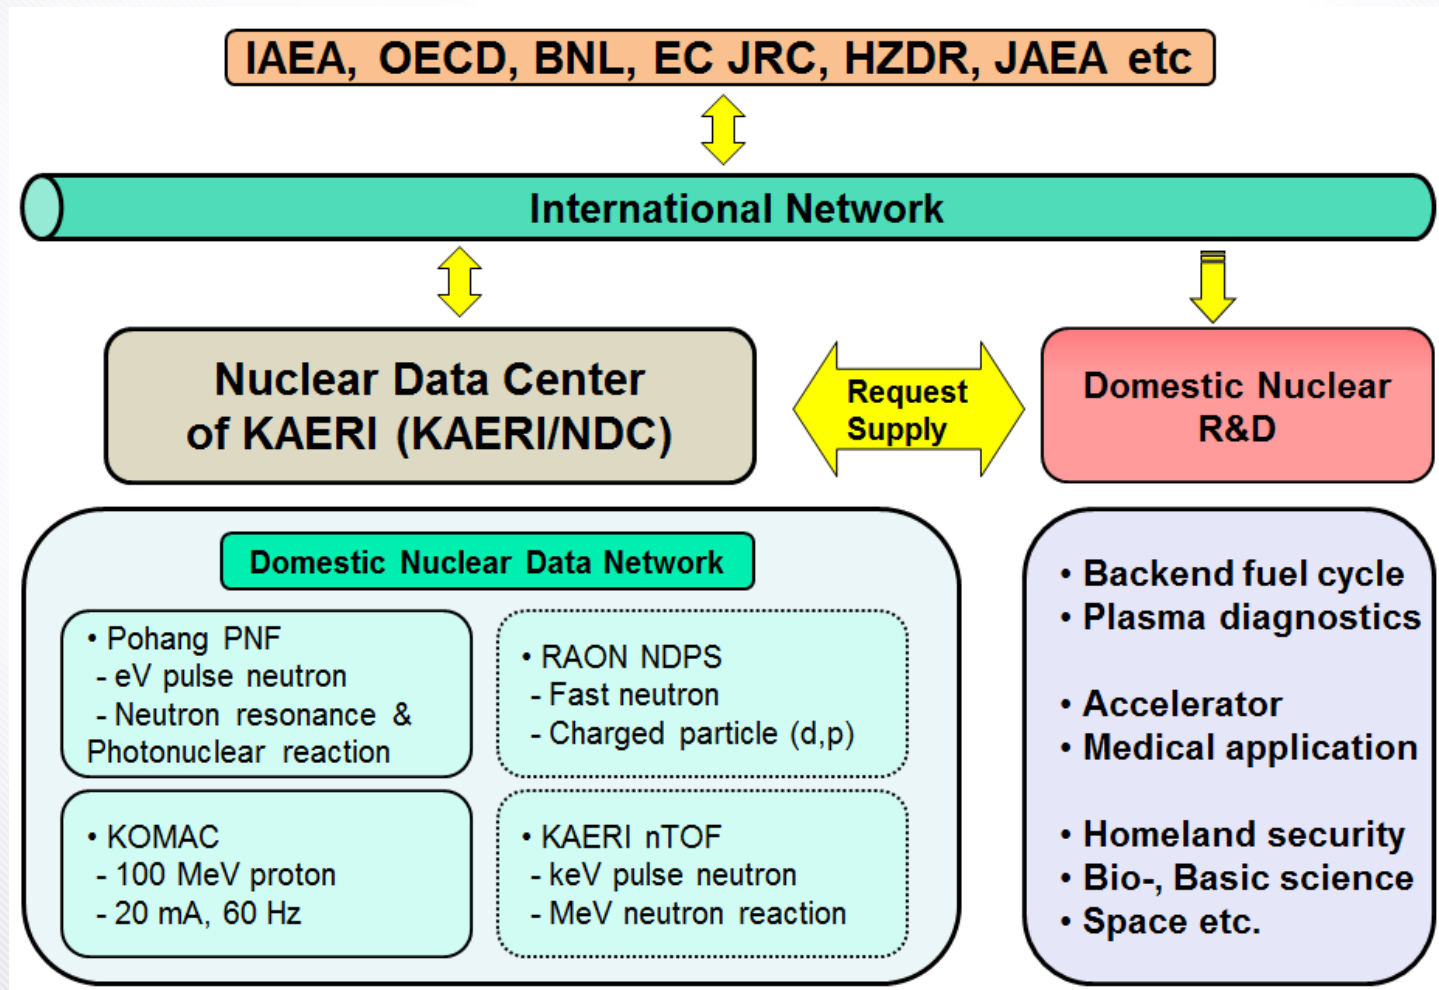 IAEA, OECD, BNL, EC JRC, HZDR, JAEA etc
International Network
Nuclear Data Center
of KAERI (KAERI/NDC)
Request
Supply
Domestic Nuclear
R&D
Domestic Nuclear Data Network
• Pohang PNF
- eV pulse neutron
- Neutron resonance &
Photonuclear reaction
• RAON NDPS
- Fast neutron
- Charged particle (d,p)
• KOMAC
- 100 MeV proton
- 20 mA, 60 Hz
• KAERI nTOF
- keV pulse neutron
- MeV neutron reaction
• Backend fuel cycle
• Plasma diagnostics
• Accelerator
• Medical application
• Homeland security
• Bio-, Basic science
• Space etc.